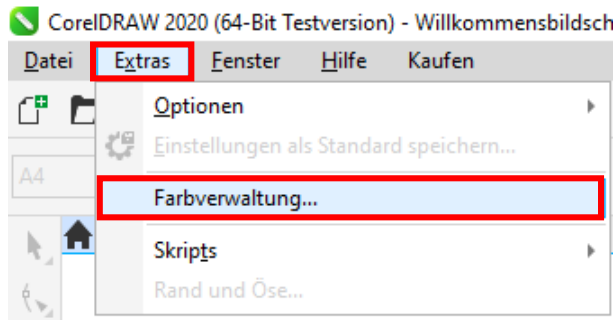 CorelDRAW 2020 (64-Bit Testversion) - Willkommensbildsch
Datei Extras Fenster Hilfe Kaufen
Optionen
Einstellungen als Standard speichern...
A4
Farbverwaltung...
Skripts
Rand und Öse...